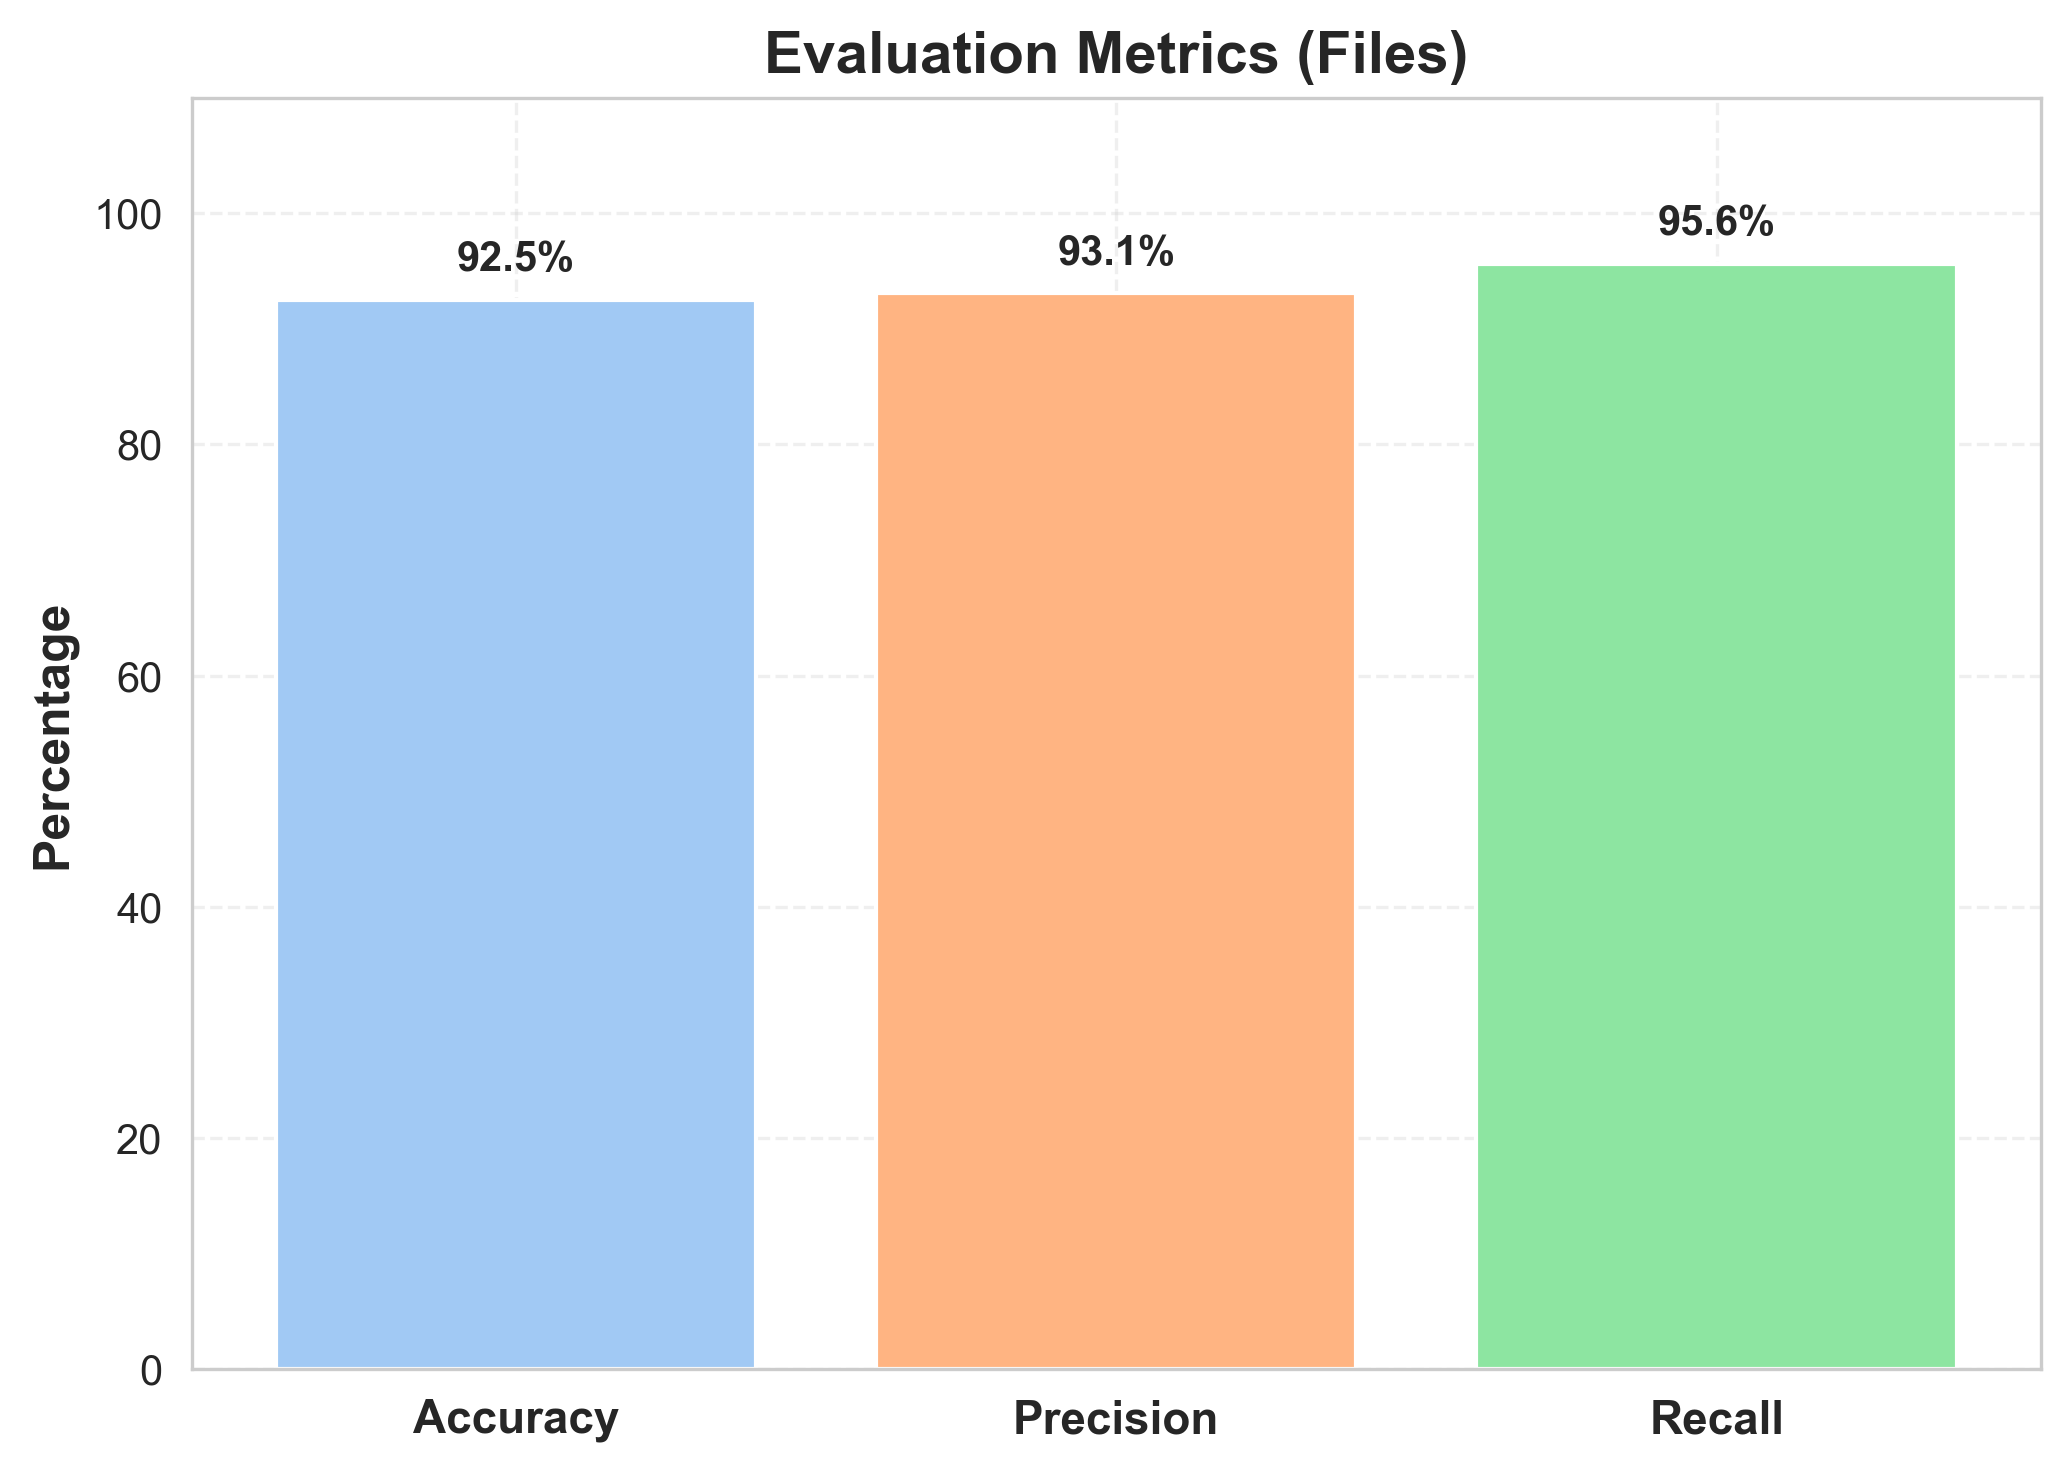 Evaluation Metrics (Files)
Percentage
100
80
60
40
20
0
92.5%
93.1%
95.6%
Accuracy
Precision
Recall